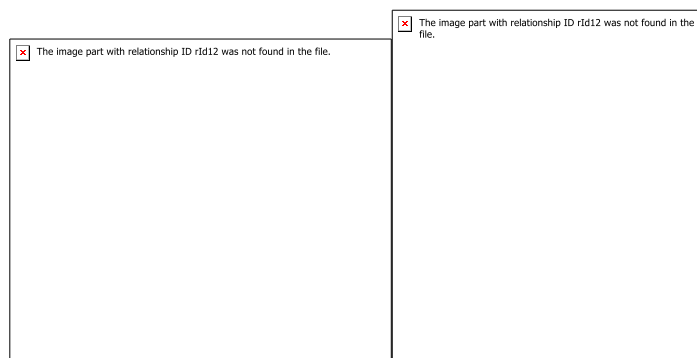 The image part with relationship ID rId12 was not found in the file.
The image part with relationship ID rId12 was not found in the
file.